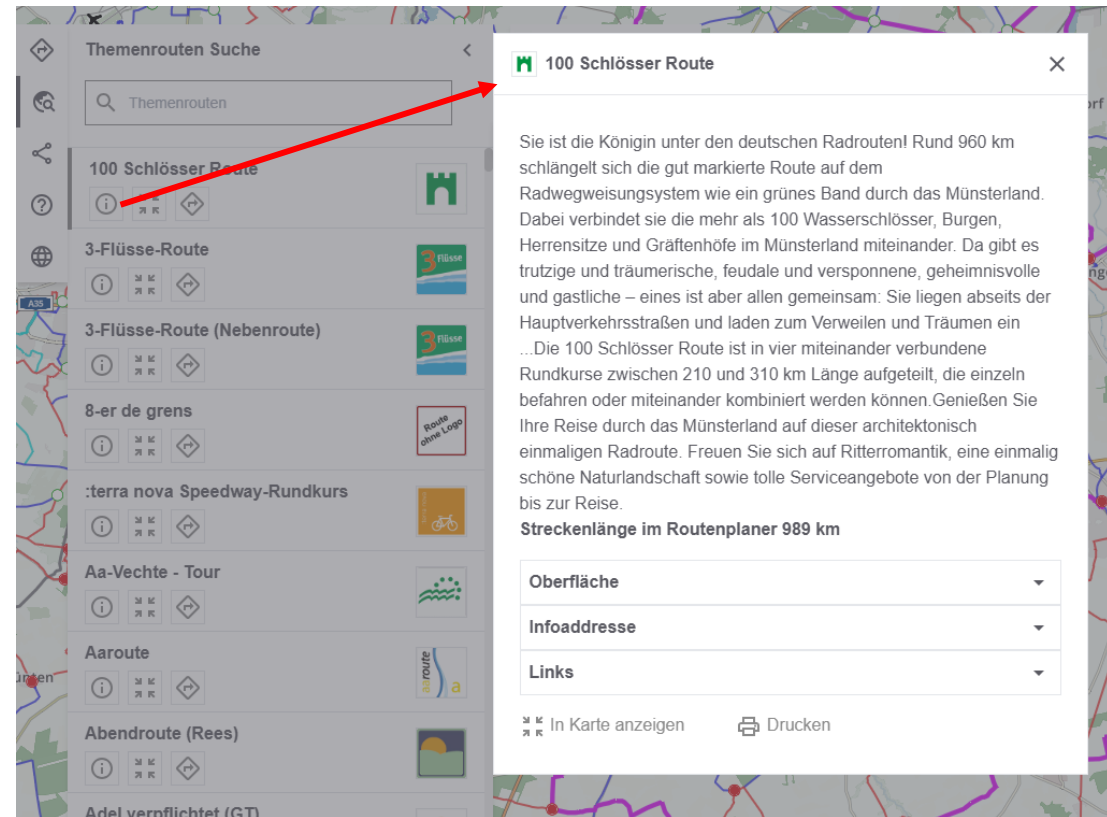 Themenrouten Suche
Themenrouten
100 Schlösser Route
3-Flüsse-Route
3 Flüsse
3-Flüsse-Route (Nebenroute)
3 Flüsse
8-er de grens
Route
ohne Logo
:terra nova Speedway-Rundkurs
Aa-Vechte - Tour
Aaroute
aaroute
a
Abendroute (Rees)
Adel verpflichtet (GT)
A35
100 Schlösser Route
Sie ist die Königin unter den deutschen Radrouten! Rund 960 km
schlängelt sich die gut markierte Route auf dem
Radwegweisungsystem wie ein grünes Band durch das Münsterland.
Dabei verbindet sie die mehr als 100 Wasserschlösser, Burgen,
Herrensitze und Gräftenhöfe im Münsterland miteinander. Da gibt es
trutzige und träumerische, feudale und versponnene, geheimnisvolle
und gastliche – eines ist aber allen gemeinsam: Sie liegen abseits der
Hauptverkehrsstraßen und laden zum Verweilen und Träumen ein
...Die 100 Schlösser Route ist in vier miteinander verbundene
Rundkurse zwischen 210 und 310 km Länge aufgeteilt, die einzeln
befahren oder miteinander kombiniert werden können.Genießen Sie
Ihre Reise durch das Münsterland auf dieser architektonisch
einmaligen Radroute. Freuen Sie sich auf Ritterromantik, eine einmalig
schöne Naturlandschaft sowie tolle Serviceangebote von der Planung
bis zur Reise.
Streckenlänge im Routenplaner 989 km
Oberfläche
Infoaddresse
Links
In Karte anzeigen
Drucken